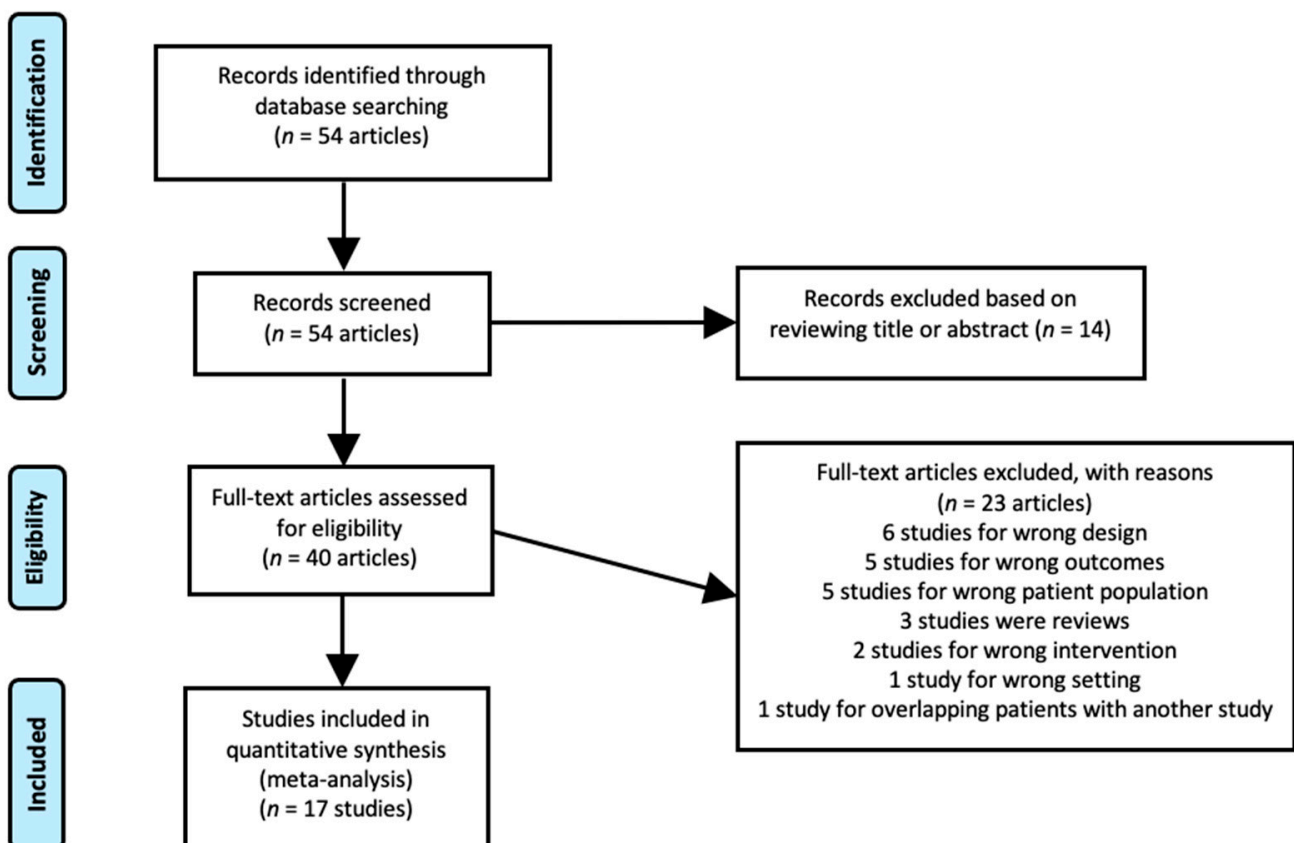 Identification
Records identified through
database searching
(n = 54 articles)
Screening
Records screened
(n = 54 articles)
Records excluded based on
reviewing title or abstract (n = 14)
Eligibility
Full-text articles assessed
for eligibility
(n = 40 articles)
Full-text articles excluded, with reasons
(n = 23 articles)
6 studies for wrong design
5 studies for wrong outcomes
5 studies for wrong patient population
3 studies were reviews
2 studies for wrong intervention
1 study for wrong setting
1 study for overlapping patients with another study
Included
Studies included in
quantitative synthesis
(meta-analysis)
(n = 17 studies)